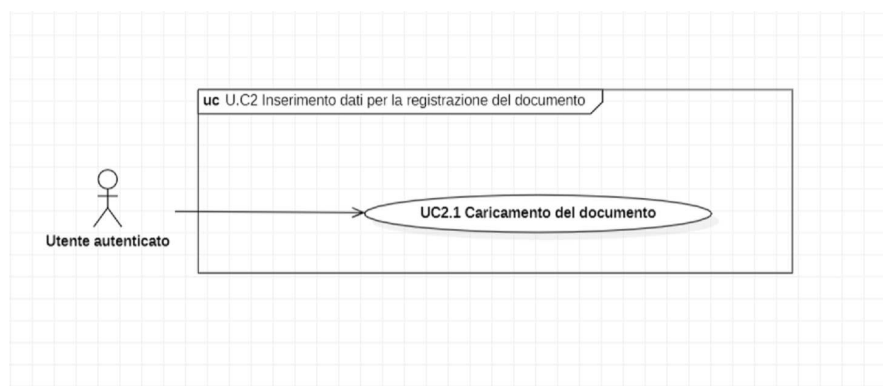 uc U.C2 Inserimento dati per la registrazione del documento
UC2.1 Caricamento del documento
Utente autenticato